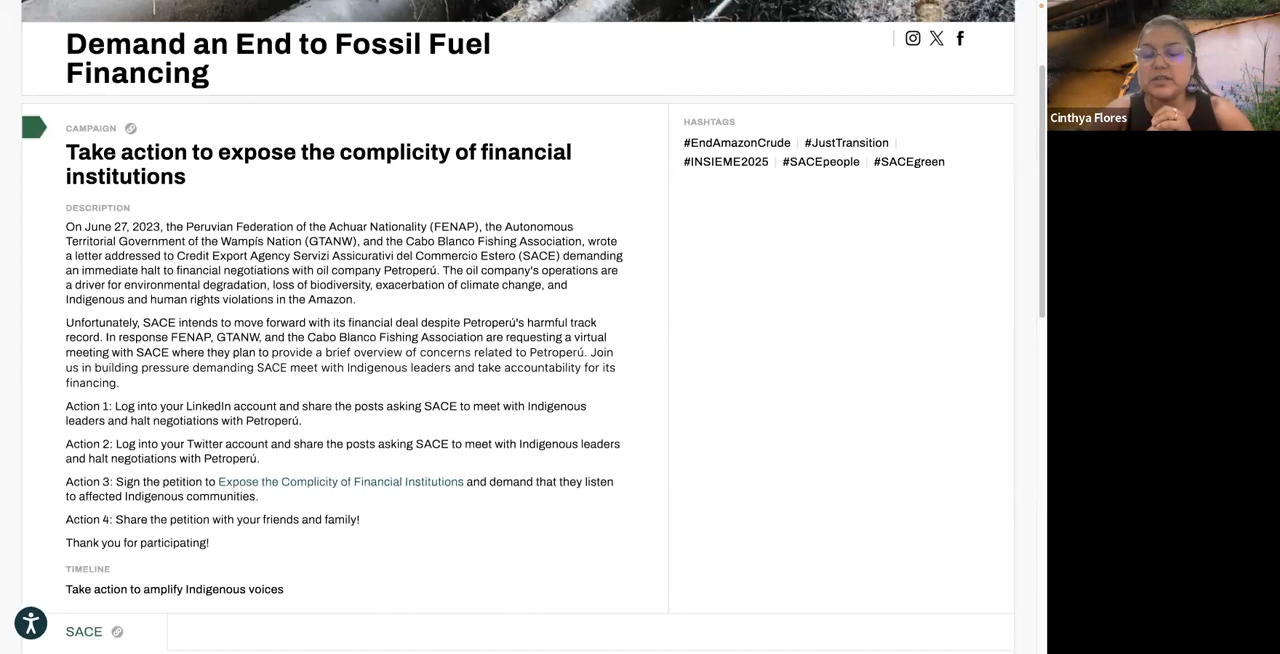 Demand an End to Fossil Fuel
Financing
CAMPAIGN
Take action to expose the complicity of financial
institutions
DESCRIPTION
On June 27, 2023, the Peruvian Federation of the Achuar Nationality (FENAP), the Autonomous
Territorial Government of the Wampís Nation (GTANW), and the Cabo Blanco Fishing Association, wrote
a letter addressed to Credit Export Agency Servizi Assicurativi del Commercio Estero (SACE) demanding
an immediate halt to financial negotiations with oil company Petroperú. The oil company's operations are
a driver for environmental degradation, loss of biodiversity, exacerbation of climate change, and
Indigenous and human rights violations in the Amazon.
Unfortunately, SACE intends to move forward with its financial deal despite Petroperú's harmful track
record. In response FENAP, GTANW, and the Cabo Blanco Fishing Association are requesting a virtual
meeting with SACE where they plan to provide a brief overview of concerns related to Petroperú. Join
us in building pressure demanding SACE meet with Indigenous leaders and take accountability for its
financing.
Action 1: Log into your LinkedIn account and share the posts asking SACE to meet with Indigenous
leaders and halt negotiations with Petroperú.
Action 2: Log into your Twitter account and share the posts asking SACE to meet with Indigenous leaders
and halt negotiations with Petroperú.
Action 3: Sign the petition to Expose the Complicity of Financial Institutions and demand that they listen
to affected Indigenous communities.
Action 4: Share the petition with your friends and family!
Thank you for participating!
TIMELINE
Take action to amplify Indigenous voices
SACE
HASHTAGS
#EndAmazonCrude | #JustTransition |
#INSIEME2025 | #SACEpeople | #SACEgreen
Cinthya Flores